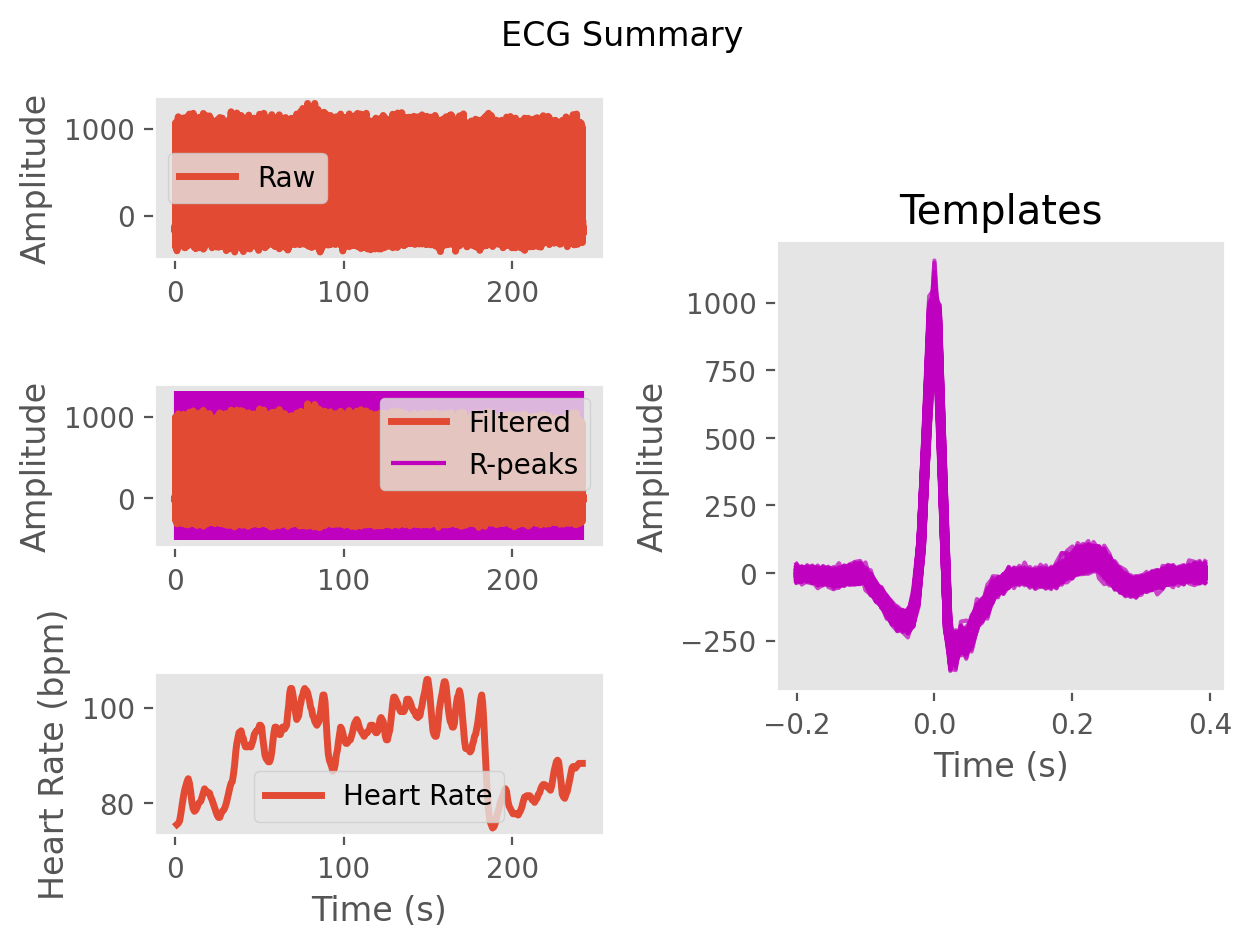 ECG Summary
Amplitude
1000
0
Raw
0
100
200
Amplitude
1000
0
Filtered
R-peaks
0
100
200
Heart Rate (bpm)
100
80
Heart Rate
0
100
200
Time (s)
Templates
Amplitude
1000
750
500
250
0
−250
−0.2
0.0
0.2
0.4
Time (s)